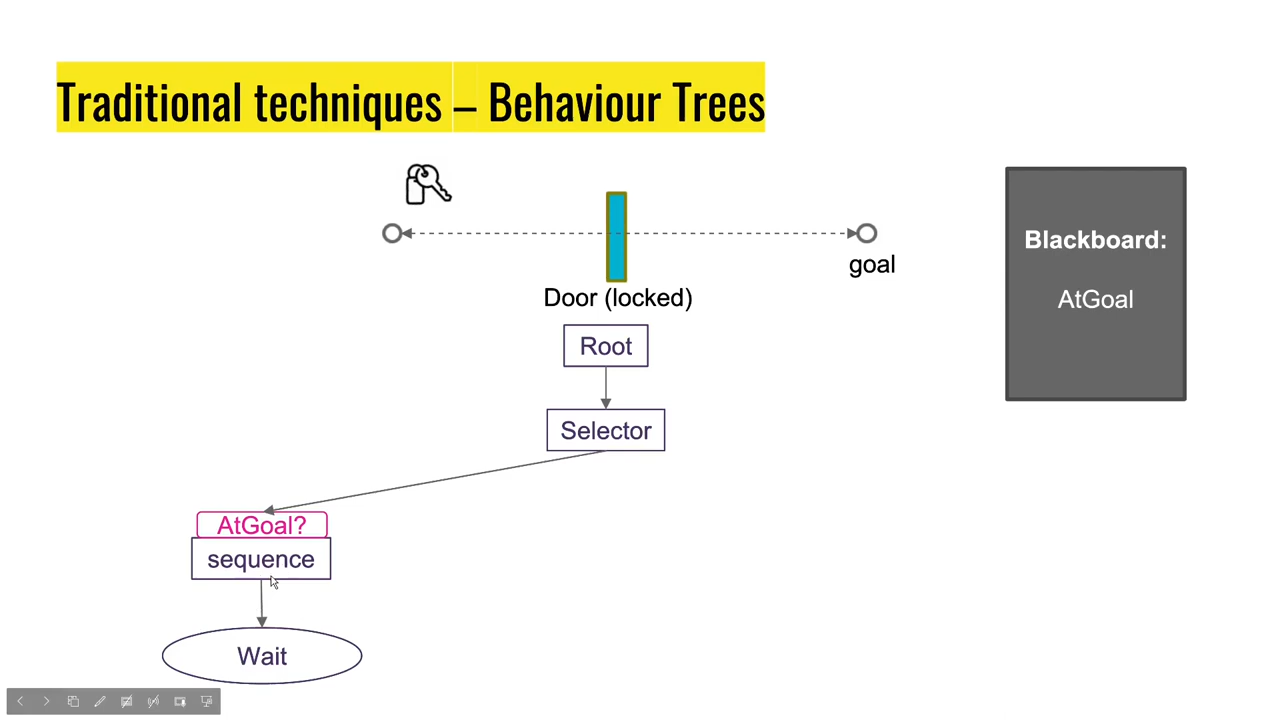 Traditional techniques – Behaviour Trees
goal
Door (locked)
Blackboard:
AtGoal
Root
Selector
AtGoal?
sequence
Wait